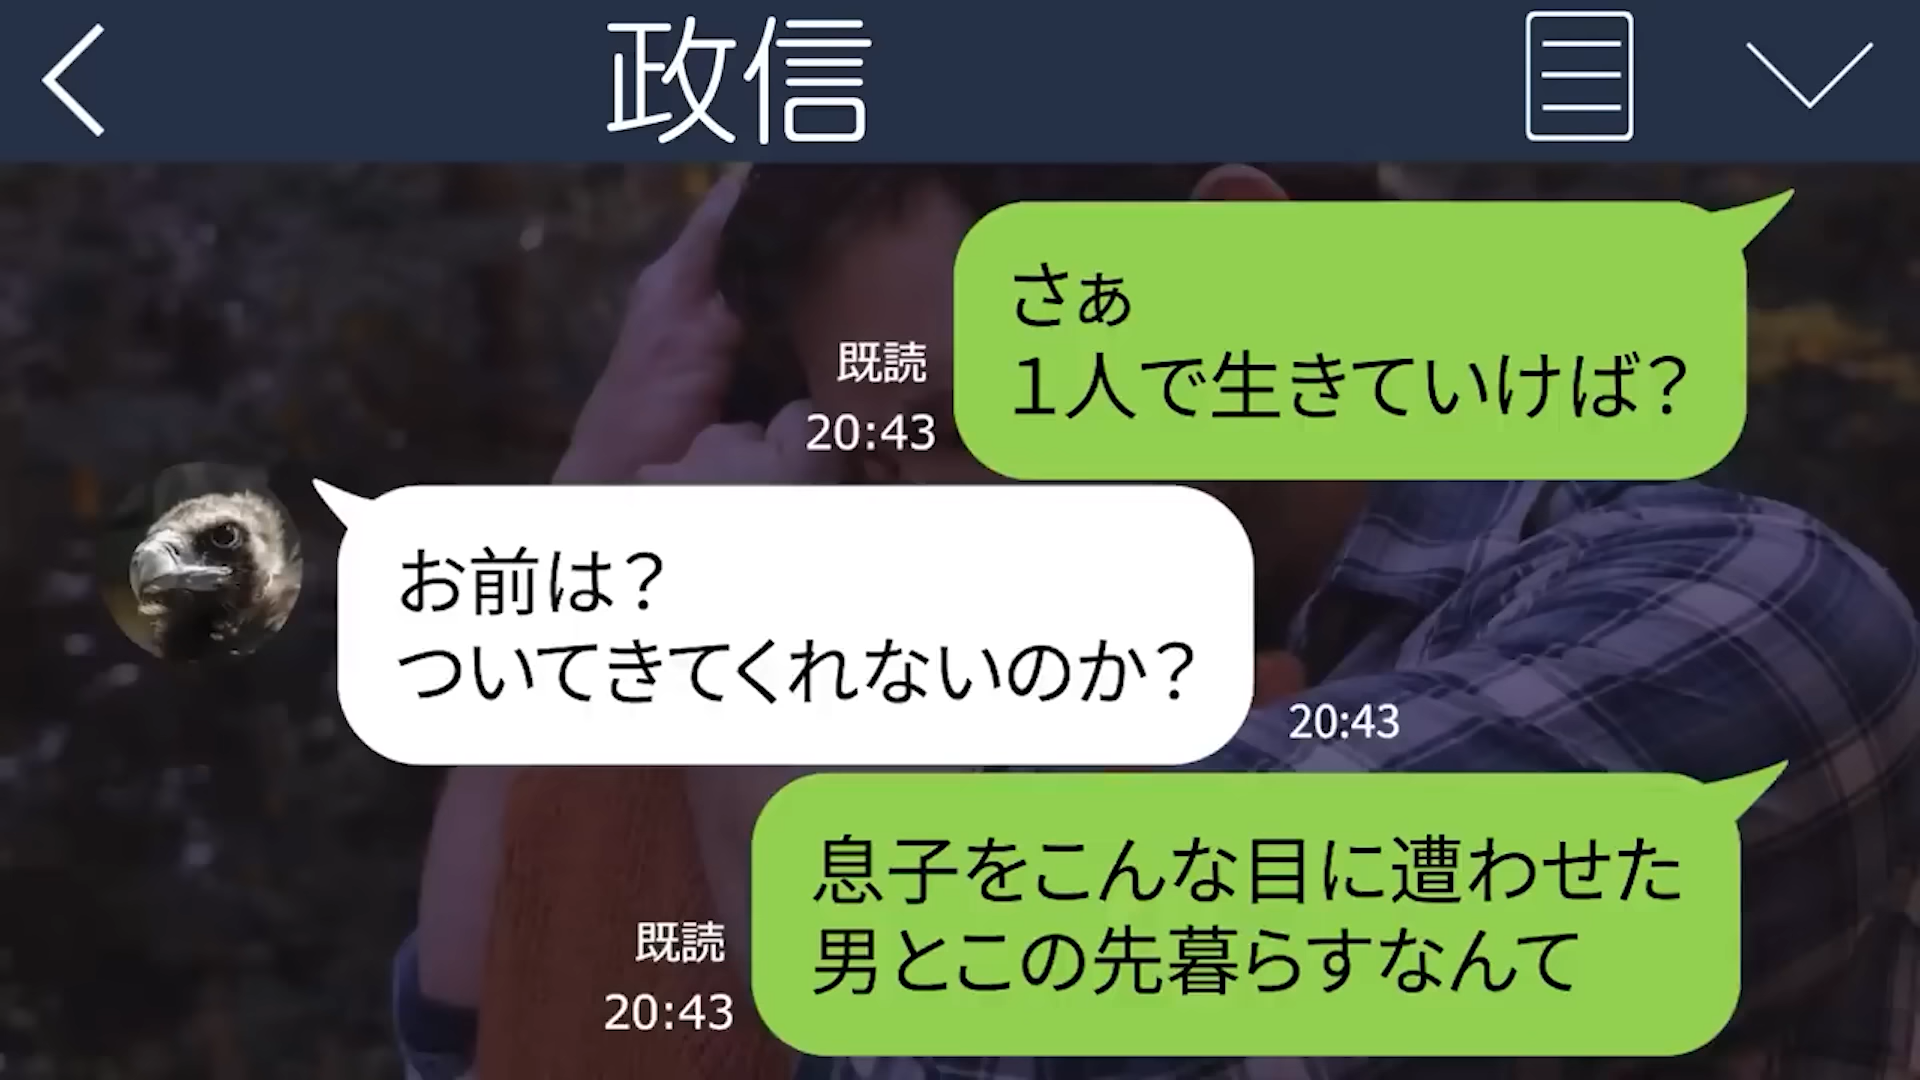 政信
さぁ
１人で生きていけば？
既読
20:43
お前は？
ついてきてくれないのか？
20:43
息子をこんな目に遭わせた
男とこの先暮らすなんて
既読
20:43